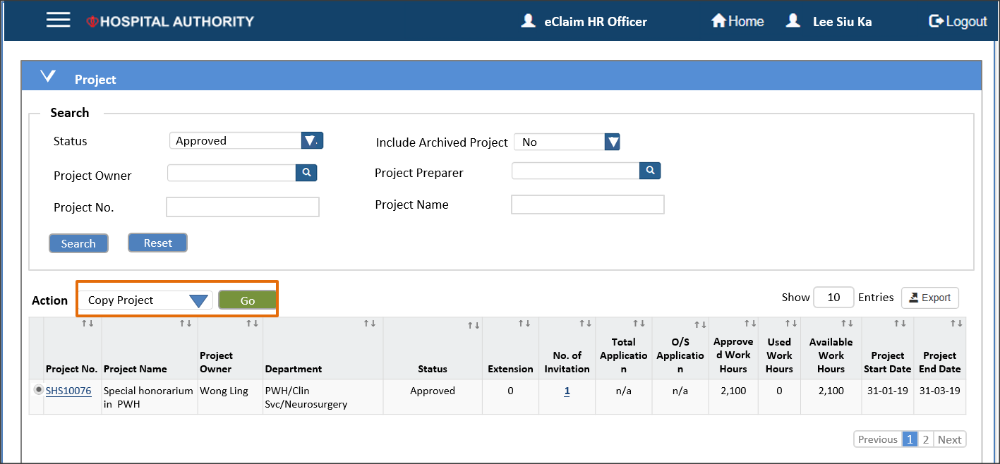 HOSPITAL AUTHORITY eClaim HR Officer Home Lee Siu Ka Logout
Project
Search
Status Approved Include Archived Project No
Project Owner Project Preparer
Project No. Project Name
Search Reset
Action Copy Project Go Show 10 Entries Export
Total O/S Approve Used Available
Project No. of Applicatio Applicatio d Work Work Work Project Project
Project No. Project Name Owner Department Status Extension Invitation n n Hours Hours Hours Start Date End Date
SHS10076 Special honorarium Wong Ling PWH/Clin Approved 0 1 n/a n/a 2,100 0 2,100 31-01-19 31-03-19
in PWH Svc/Neurosurgery
Previous 1 2 Next